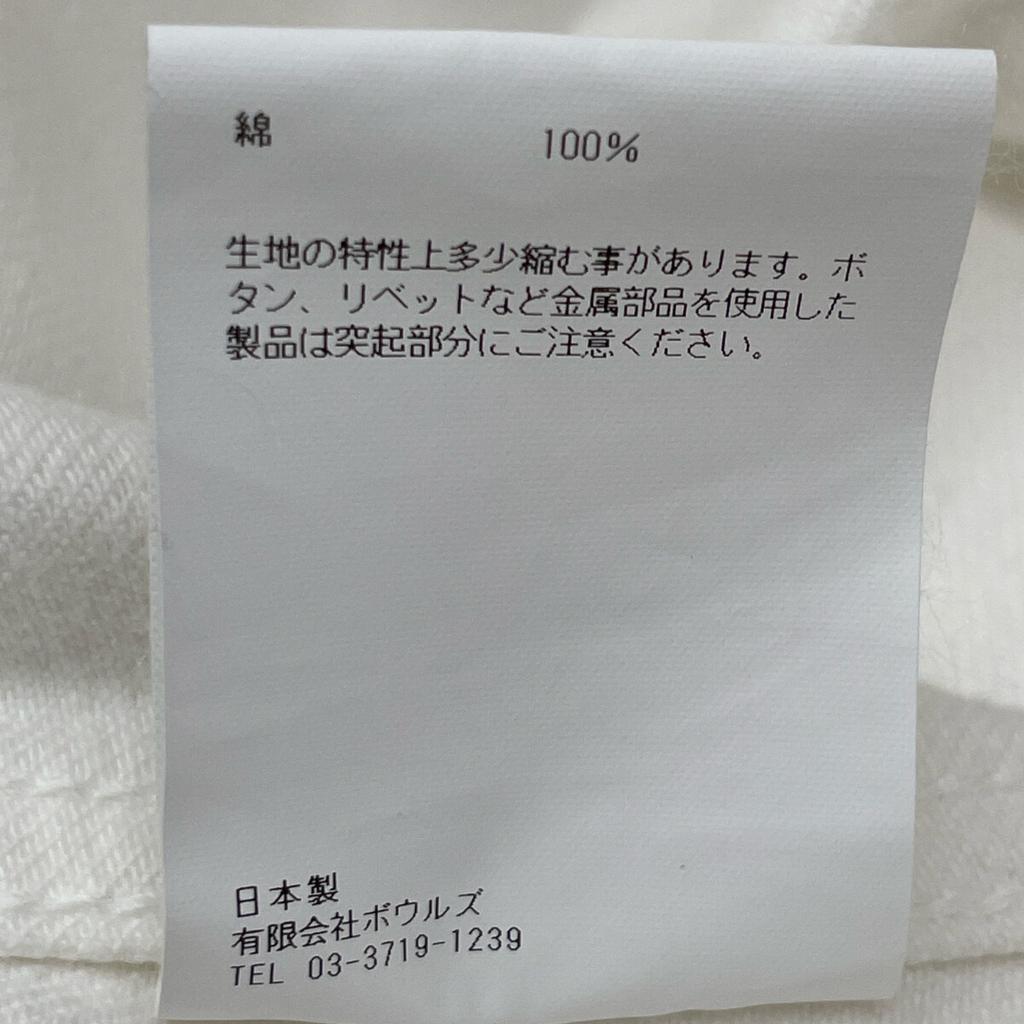 綿 100%
生地の特性上多少縮む事があります。ボ
タン、リベットなど金属部品を使用した
製品は突起部分にご注意ください。
日本製
有限会社ボウルズ
TEL 03-3719-1239